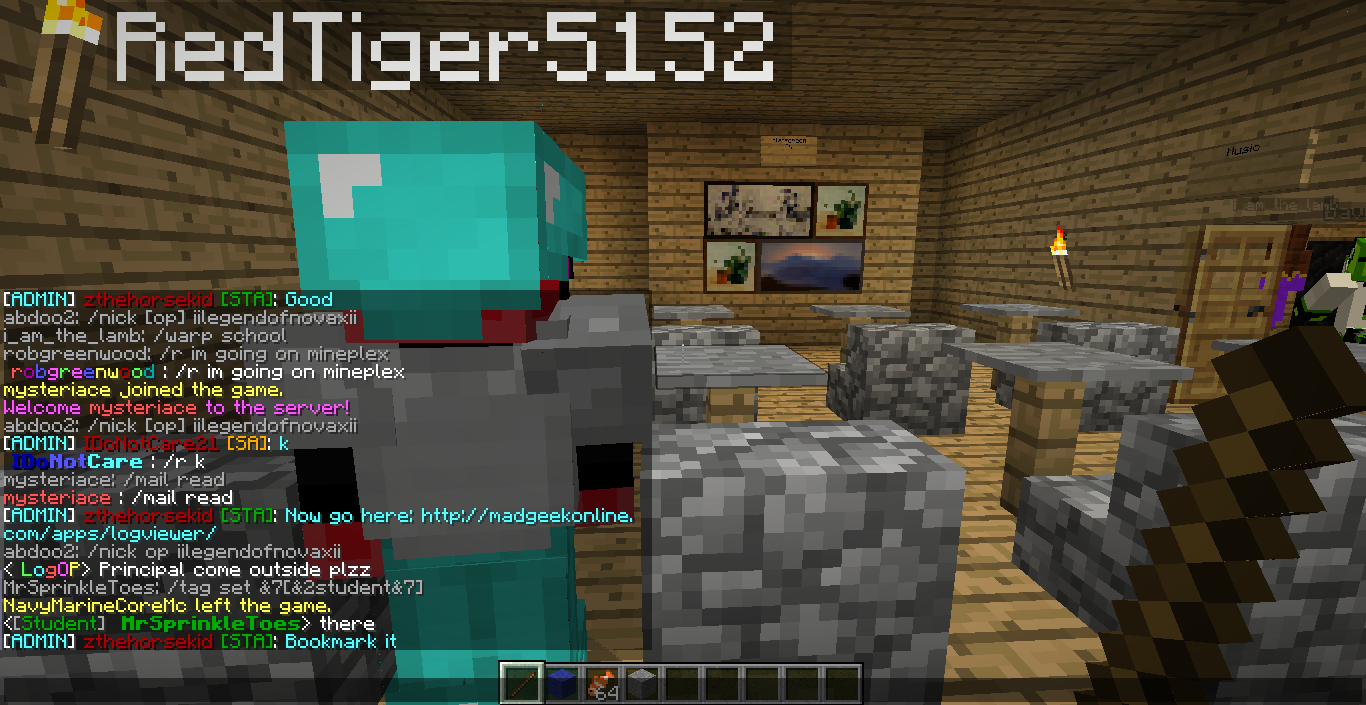 RedTiger5152
Music
i_am_the_lamb
[ADMIN] zthehorsekid [STA]: Good
abdoo2: /nick [op] iilegendofnovaxii
i_am_the_lamb: /warp school
robgreenwood: /r im going on mineplex
robgreenwood : /r im going on mineplex
mysteriace joined the game.
Welcome mysteriace to the server!
abdoo2: /nick [op] iilegendofnovaxii
[ADMIN] IDoNotCare21 [SA]: k
IDoNotCare : /r k
mysteriace: /mail read
mysteriace : /mail read
[ADMIN] zthehorsekid [STA]: Now go here: http://madgeekonline.
com/apps/logviewer/
abdoo2: /nick op iilegendofnovaxii
< LogOP> Principal come outside plzz
MrSprinkleToes: /tag set &7[&2student&7]
NavyMarineCoreMc left the game.
<[Student] MrSprinkleToes> there
[ADMIN] zthehorsekid [STA]: Bookmark it
64